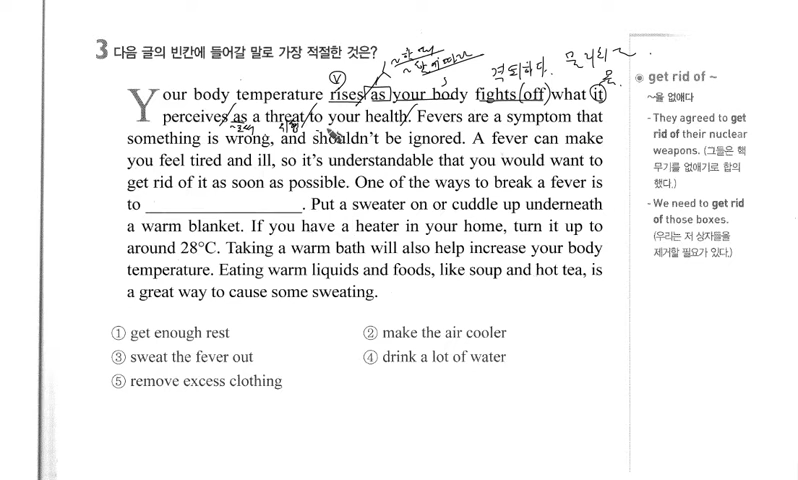 3 다음 글의 빈칸에 들어갈 말로 가장 적절한 것은?
~하며
~함에 따라
격퇴하다. 물리치다.
Your body temperature rises as your body fights off what it
perceives as a threat to your health. Fevers are a symptom that
~로써 위협
something is wrong, and shouldn't be ignored. A fever can make
you feel tired and ill, so it's understandable that you would want to
get rid of it as soon as possible. One of the ways to break a fever is
to ____________________. Put a sweater on or cuddle up underneath
a warm blanket. If you have a heater in your home, turn it up to
around 28°C. Taking a warm bath will also help increase your body
temperature. Eating warm liquids and foods, like soup and hot tea, is
a great way to cause some sweating.
① get enough rest
② make the air cooler
③ sweat the fever out
④ drink a lot of water
⑤ remove excess clothing
get rid of ~
~을 없애다
- They agreed to get
rid of their nuclear
weapons. (그들은 핵
무기를 없애기로 합의
했다.)
- We need to get rid
of those boxes.
(우리는 저 상자들을
제거할 필요가 있다.)